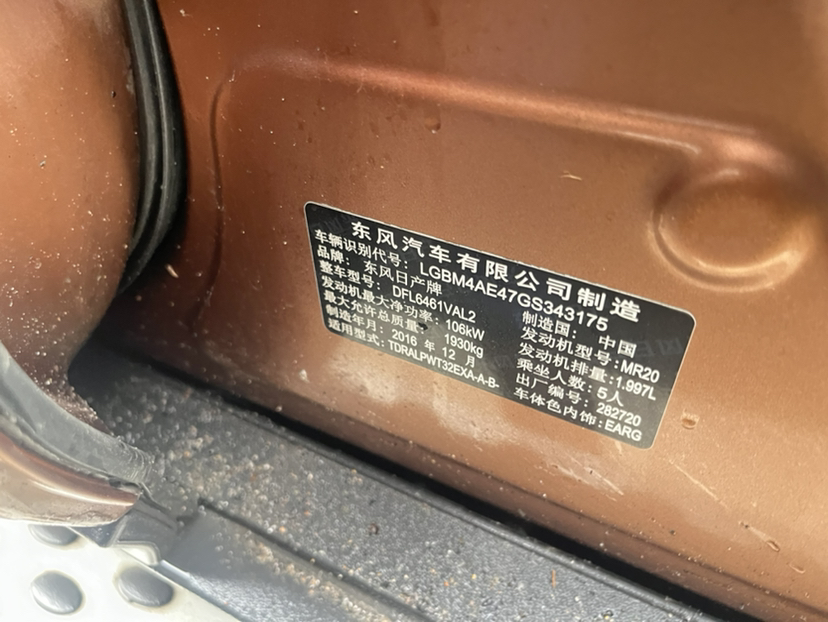 东风汽车有限公司制造
车辆识别代号: LGBM4AE47GS343175
品牌: 东风日产牌 制造国: 中国
整车型号: DFL6461VAL2 发动机型号:MR20
发动机最大净功率: 106kW 发动机排量:1.997L
最大允许总质量: 1930kg 乘坐人数: 5人
制造年月: 2016 年 12 月 出厂编号: 282720
适用型式: TDRALPWT32EXA-A-B- 车体色内饰:EARG